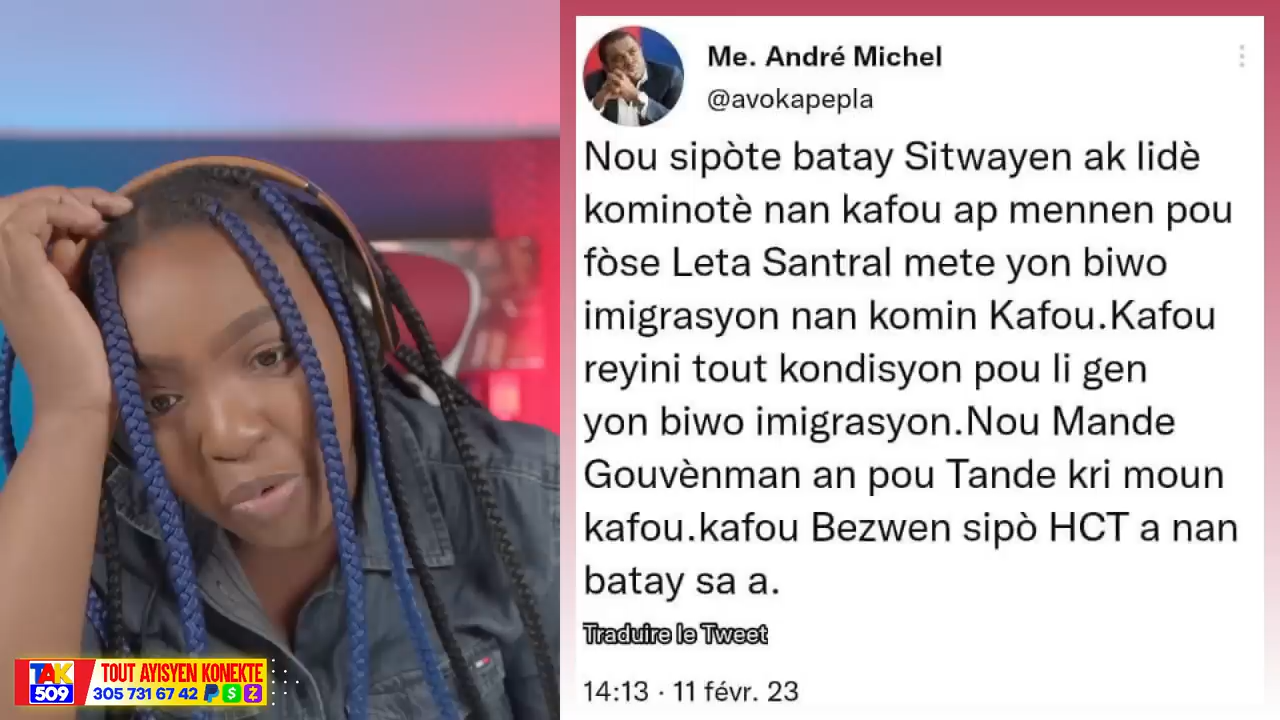 Me. André Michel
@avokapepla
Nou sipòte batay Sitwayen ak lidè
kominotè nan kafou ap mennen pou
fòse Leta Santral mete yon biwo
imigrasyon nan komin Kafou.Kafou
reyini tout kondisyon pou li gen
yon biwo imigrasyon.Nou Mande
Gouvènman an pou Tande kri moun
kafou.kafou Bezwen sipò HCT a nan
batay sa a.
Traduire le Tweet
14:13 · 11 févr. 23
TAK
509
TOUT AYISYEN KONEKTE
305 731 67 42